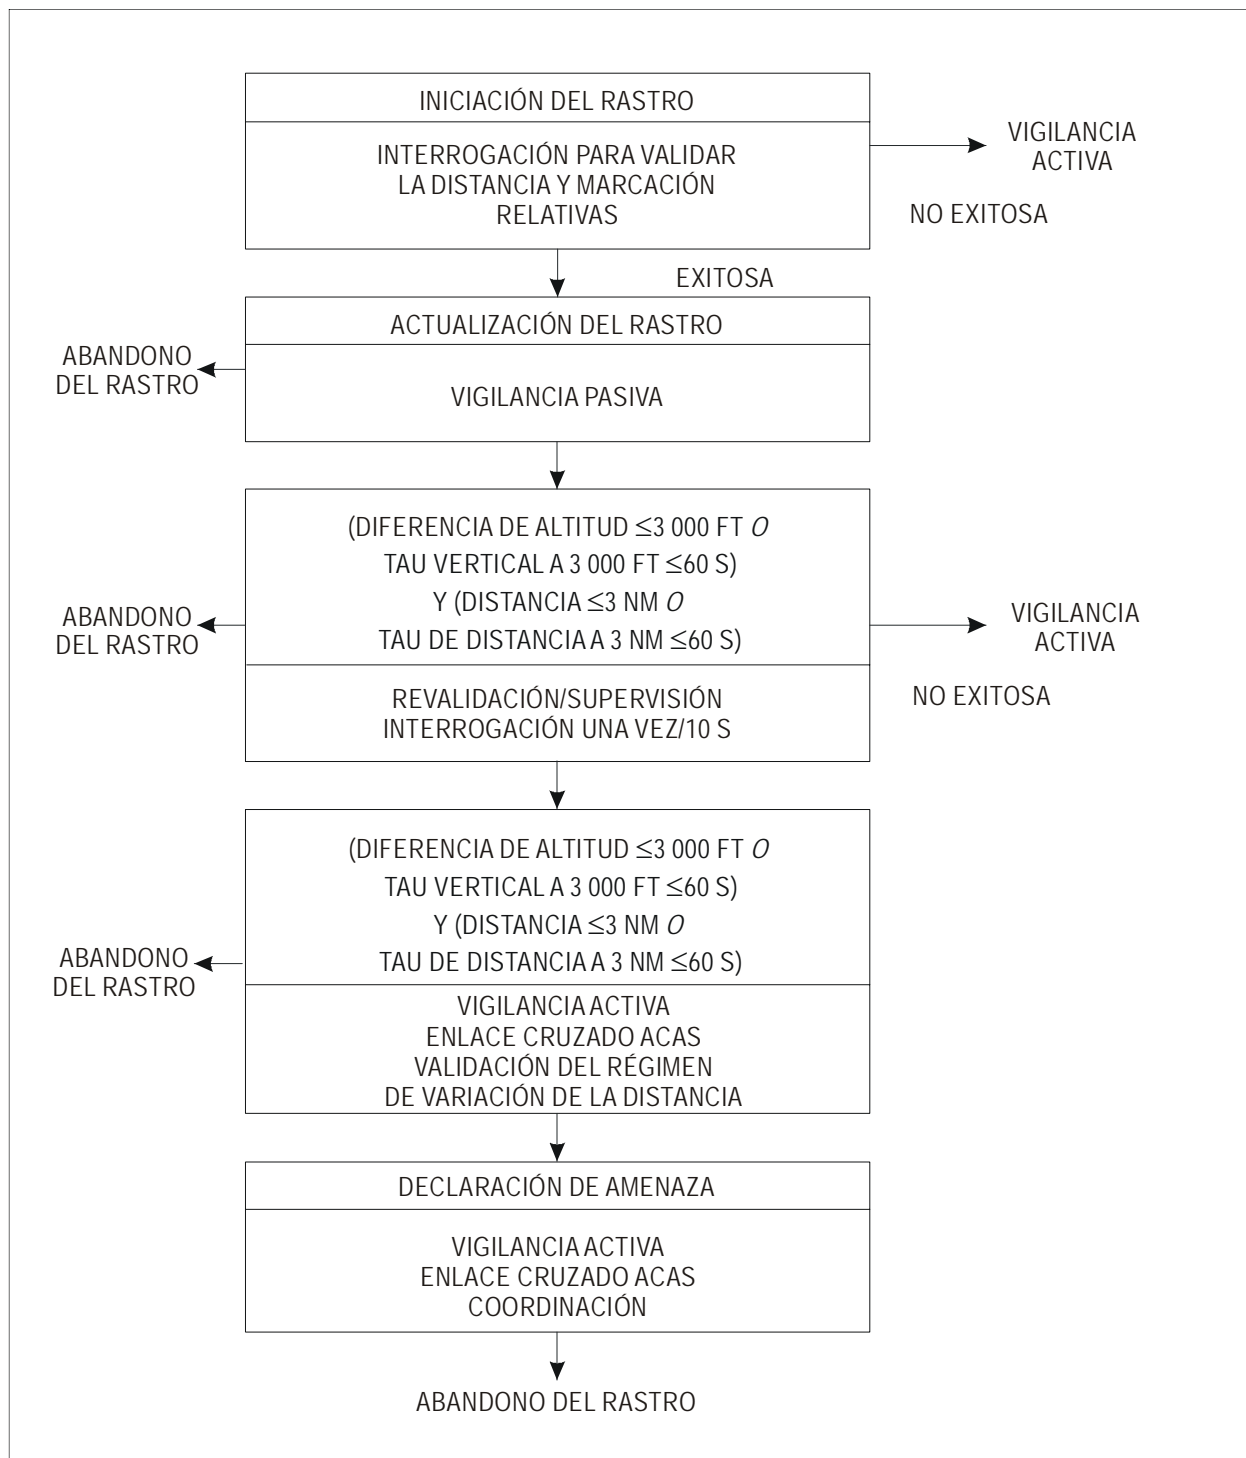 INICIACIÓN DEL RASTRO
INTERROGACIÓN PARA VALIDAR
LA DISTANCIA Y MARCACIÓN
RELATIVAS
VIGILANCIA
ACTIVA
NO EXITOSA
EXITOSA
ACTUALIZACIÓN DEL RASTRO
VIGILANCIA PASIVA
ABANDONO
DEL RASTRO
(DIFERENCIA DE ALTITUD ≤3 000 FT O
TAU VERTICAL A 3 000 FT ≤60 S)
Y (DISTANCIA ≤3 NM O
TAU DE DISTANCIA A 3 NM ≤60 S)
ABANDONO
DEL RASTRO
VIGILANCIA
ACTIVA
NO EXITOSA
REVALIDACIÓN/SUPERVISIÓN
INTERROGACIÓN UNA VEZ/10 S
(DIFERENCIA DE ALTITUD ≤3 000 FT O
TAU VERTICAL A 3 000 FT ≤60 S)
Y (DISTANCIA ≤3 NM O
TAU DE DISTANCIA A 3 NM ≤60 S)
ABANDONO
DEL RASTRO
VIGILANCIA ACTIVA
ENLACE CRUZADO ACAS
VALIDACIÓN DEL RÉGIMEN
DE VARIACIÓN DE LA DISTANCIA
DECLARACIÓN DE AMENAZA
VIGILANCIA ACTIVA
ENLACE CRUZADO ACAS
COORDINACIÓN
ABANDONO DEL RASTRO